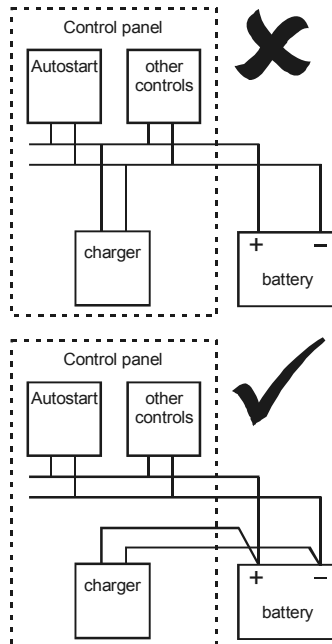 Control panel
Autostart
other
controls
charger
+ −
battery
Control panel
Autostart
other
controls
charger
+ −
battery